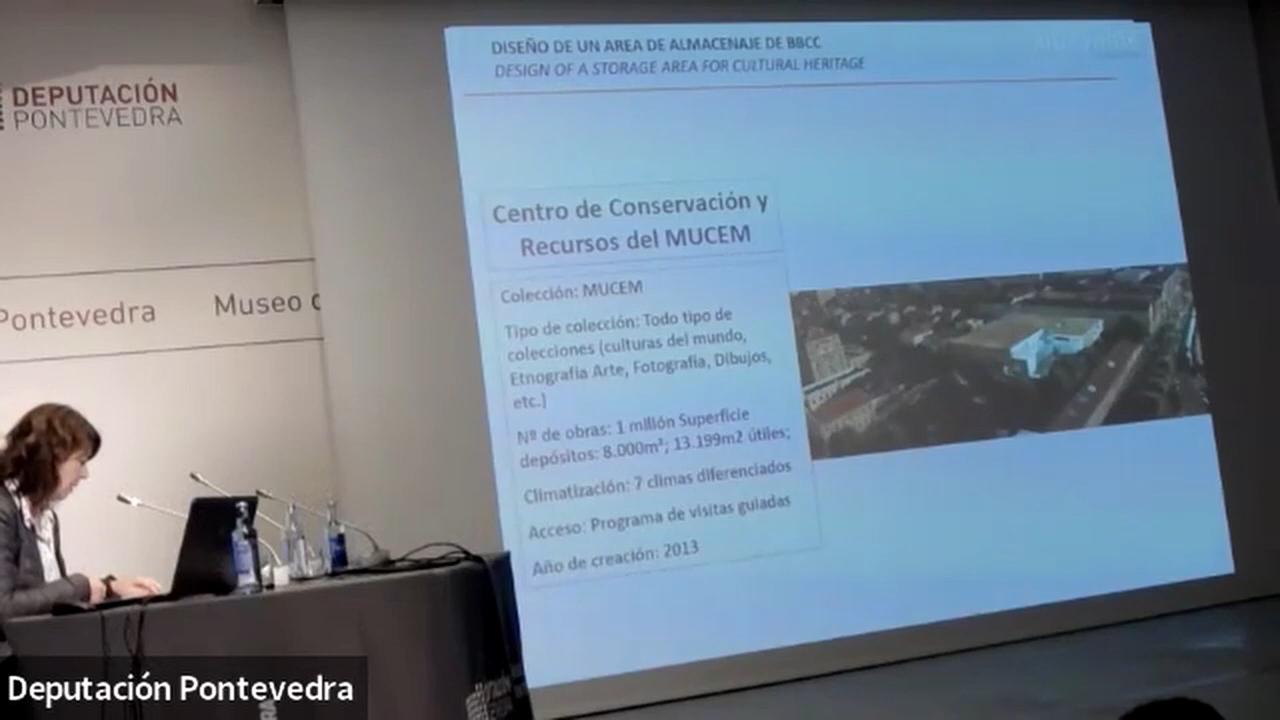 DEPUTACIÓN
PONTEVEDRA
Pontevedra Museo
DISEÑO DE UN AREA DE ALMACENAJE DE BBCC
DESIGN OF A STORAGE AREA FOR CULTURAL HERITAGE
Centro de Conservación y
Recursos del MUCEM
Colección: MUCEM
Tipo de colección: Todo tipo de
colecciones (culturas del mundo,
Etnografia Arte, Fotografia, Dibujos,
etc.)
Nº de obras: 1 millón Superficie
depósitos: 8.000m²; 13.199m2 útiles;
Climatización: 7 climas diferenciados
Acceso: Programa de visitas guiadas
Año de creación: 2013
Deputación Pontevedra